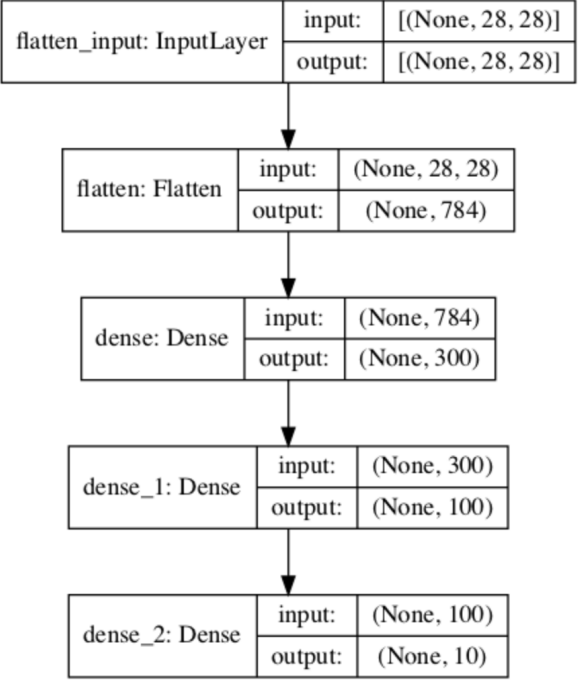 flatten_input: InputLayer
input: [(None, 28, 28)]
output: [(None, 28, 28)]
flatten: Flatten
input: (None, 28, 28)
output: (None, 784)
dense: Dense
input: (None, 784)
output: (None, 300)
dense_1: Dense
input: (None, 300)
output: (None, 100)
dense_2: Dense
input: (None, 100)
output: (None, 10)